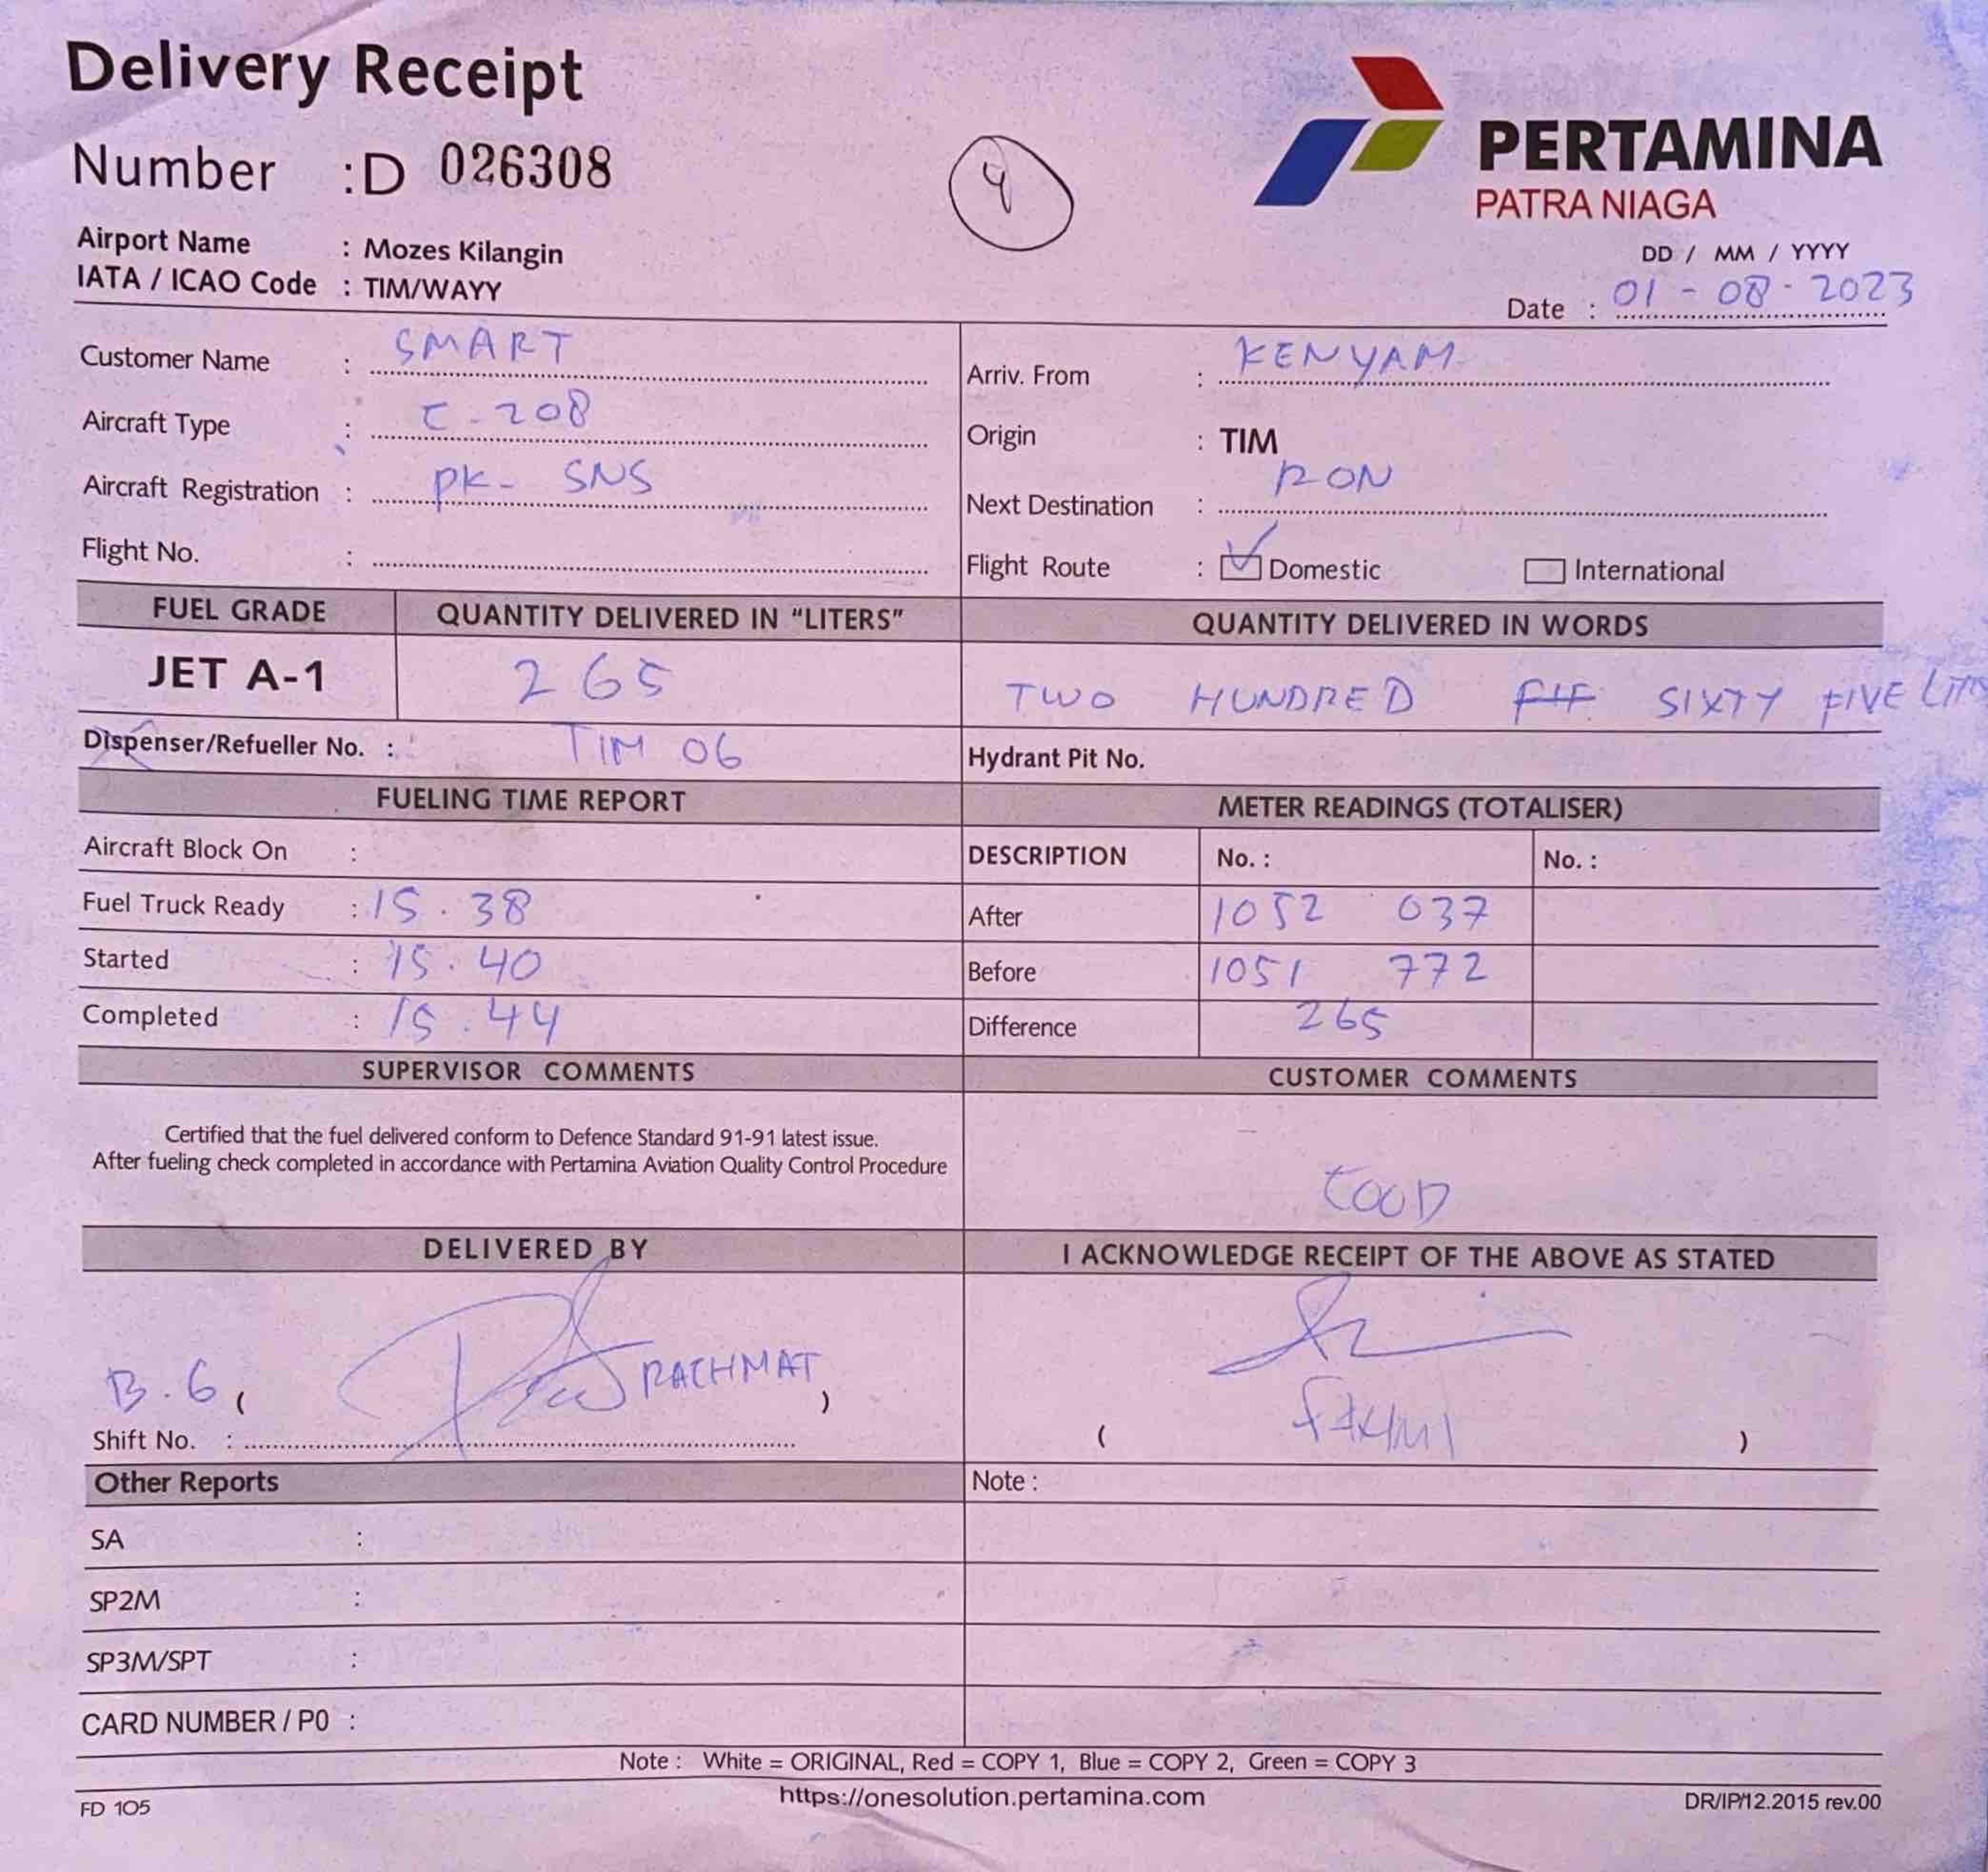 Delivery Receipt
Number : D 026308
4
PERTAMINA
PATRA NIAGA
Airport Name : Mozes Kilangin
IATA / ICAO Code : TIM/WAYY
DD / MM / YYYY
Date : 01 - 08 - 2023
Customer Name : SMART
Arriv. From : KENYAM
Aircraft Type : C - 208
Origin : TIM
Aircraft Registration : PK - SNS
Next Destination : RON
Flight No. :
Flight Route : Domestic International
FUEL GRADE QUANTITY DELIVERED IN “LITERS” QUANTITY DELIVERED IN WORDS
JET A-1 265 TWO HUNDRED FIF SIXTY FIVE
Dispenser/Refueller No. : TIM 06 Hydrant Pit No.
FUELING TIME REPORT METER READINGS (TOTALISER)
Aircraft Block On : DESCRIPTION No. : No. :
Fuel Truck Ready : 15 . 38 After 1052 037
Started : 15 . 40 Before 1051 772
Completed : 15 . 44 Difference 265
SUPERVISOR COMMENTS CUSTOMER COMMENTS
Certified that the fuel delivered conform to Defence Standard 91-91 latest issue.
After fueling check completed in accordance with Pertamina Aviation Quality Control Procedure
GOOD
DELIVERED BY I ACKNOWLEDGE RECEIPT OF THE ABOVE AS STATED
B . 6 ( RACHMAT )
Shift No. :
( FAHMI )
Other Reports Note :
SA :
SP2M :
SP3M/SPT :
CARD NUMBER / P0 :
Note : White = ORIGINAL, Red = COPY 1, Blue = COPY 2, Green = COPY 3
FD 105 https://onesolution.pertamina.com DR/IP/12.2015 rev.00